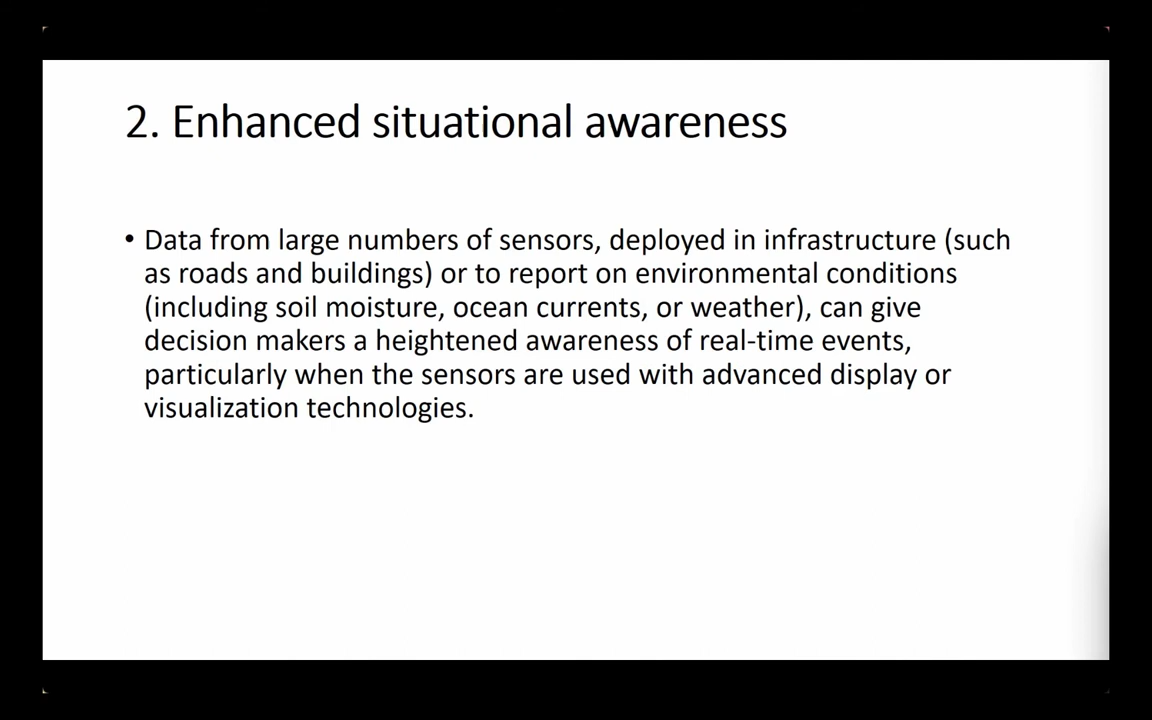 2. Enhanced situational awareness
• Data from large numbers of sensors, deployed in infrastructure (such
as roads and buildings) or to report on environmental conditions
(including soil moisture, ocean currents, or weather), can give
decision makers a heightened awareness of real-time events,
particularly when the sensors are used with advanced display or
visualization technologies.